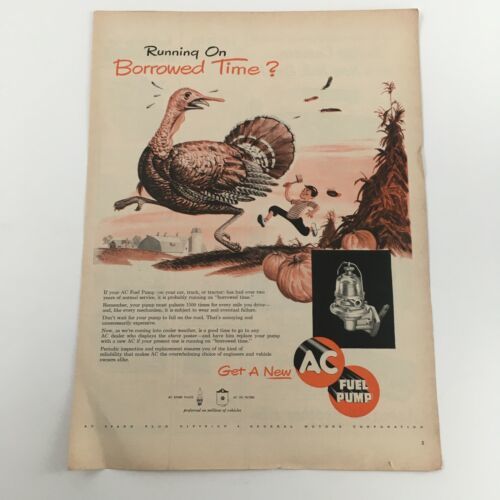 Running On
Borrowed Time?
If your AC Fuel Pump—on your car, truck, or tractor—has had over two
years of normal service, it is probably running on "borrowed time."
Remember, your pump must pulsate 1500 times for every mile you drive—
and, like every mechanism, it is subject to wear and eventual failure.
Don't wait for your pump to fail on the road. That's annoying and
unnecessarily expensive.
Now, as we're coming into cooler weather, is a good time to go to any
AC dealer who displays the above poster—and have him replace your pump
with a new AC if your present one is running on "borrowed time."
Periodic inspection and replacement assures you of the kind of
reliability that makes AC the overwhelming choice of engineers and vehicle
owners alike.
Get A New
AC
FUEL
PUMP
AC SPARK PLUGS
AC OIL FILTERS
preferred on millions of vehicles
AC SPARK PLUG DIVISION • GENERAL MOTORS CORPORATION